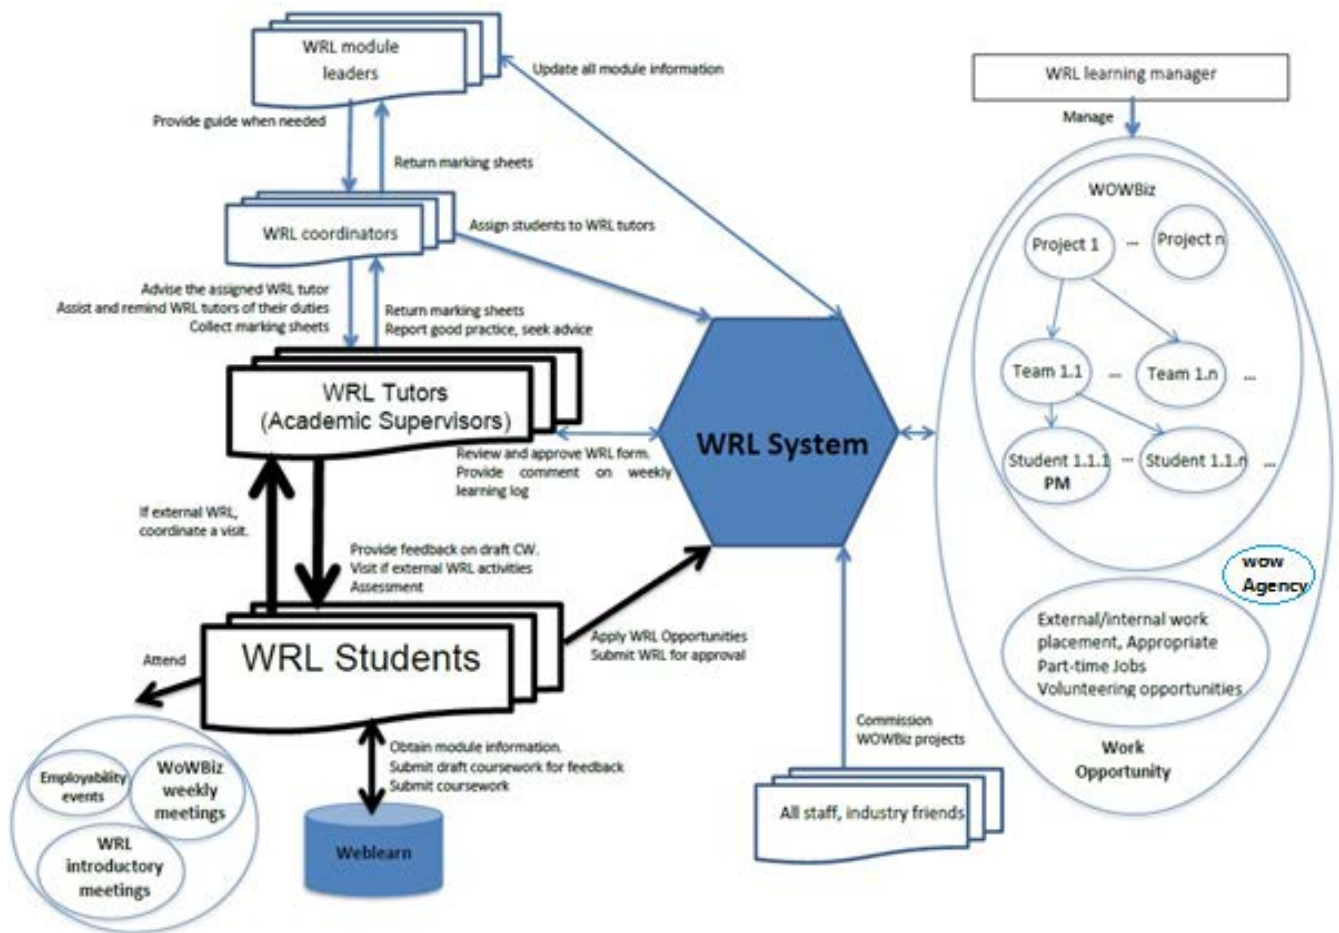 WRL module
leaders
Update all module information
Provide guide when needed
Return marking sheets
WRL coordinators
Assign students to WRL tutors
Advise the assigned WRL tutor
Assist and remind WRL tutors of their duties
Collect marking sheets
Return marking sheets
Report good practice, seek advice
WRL Tutors
(Academic Supervisors)
Review and approve WRL form.
Provide comment on weekly
learning log
WRL System
If external WRL,
coordinate a visit.
Provide feedback on draft CW.
Visit if external WRL activities
Assessment
WRL Students
Apply WRL Opportunities
Submit WRL for approval
Attend
Employability
events
WoWBiz
weekly
meetings
WRL
introductory
meetings
Obtain module information.
Submit draft coursework for feedback
Submit coursework
Weblearn
Commission
WOWBiz projects
All staff, industry friends
WRL learning manager
Manage
WOWBiz
Project 1
...
Project n
Team 1.1
...
Team 1.n
...
Student 1.1.1
PM
...
Student 1.1.n
...
wow
Agency
External/internal work
placement, Appropriate
Part-time Jobs
Volunteering opportunities
Work
Opportunity